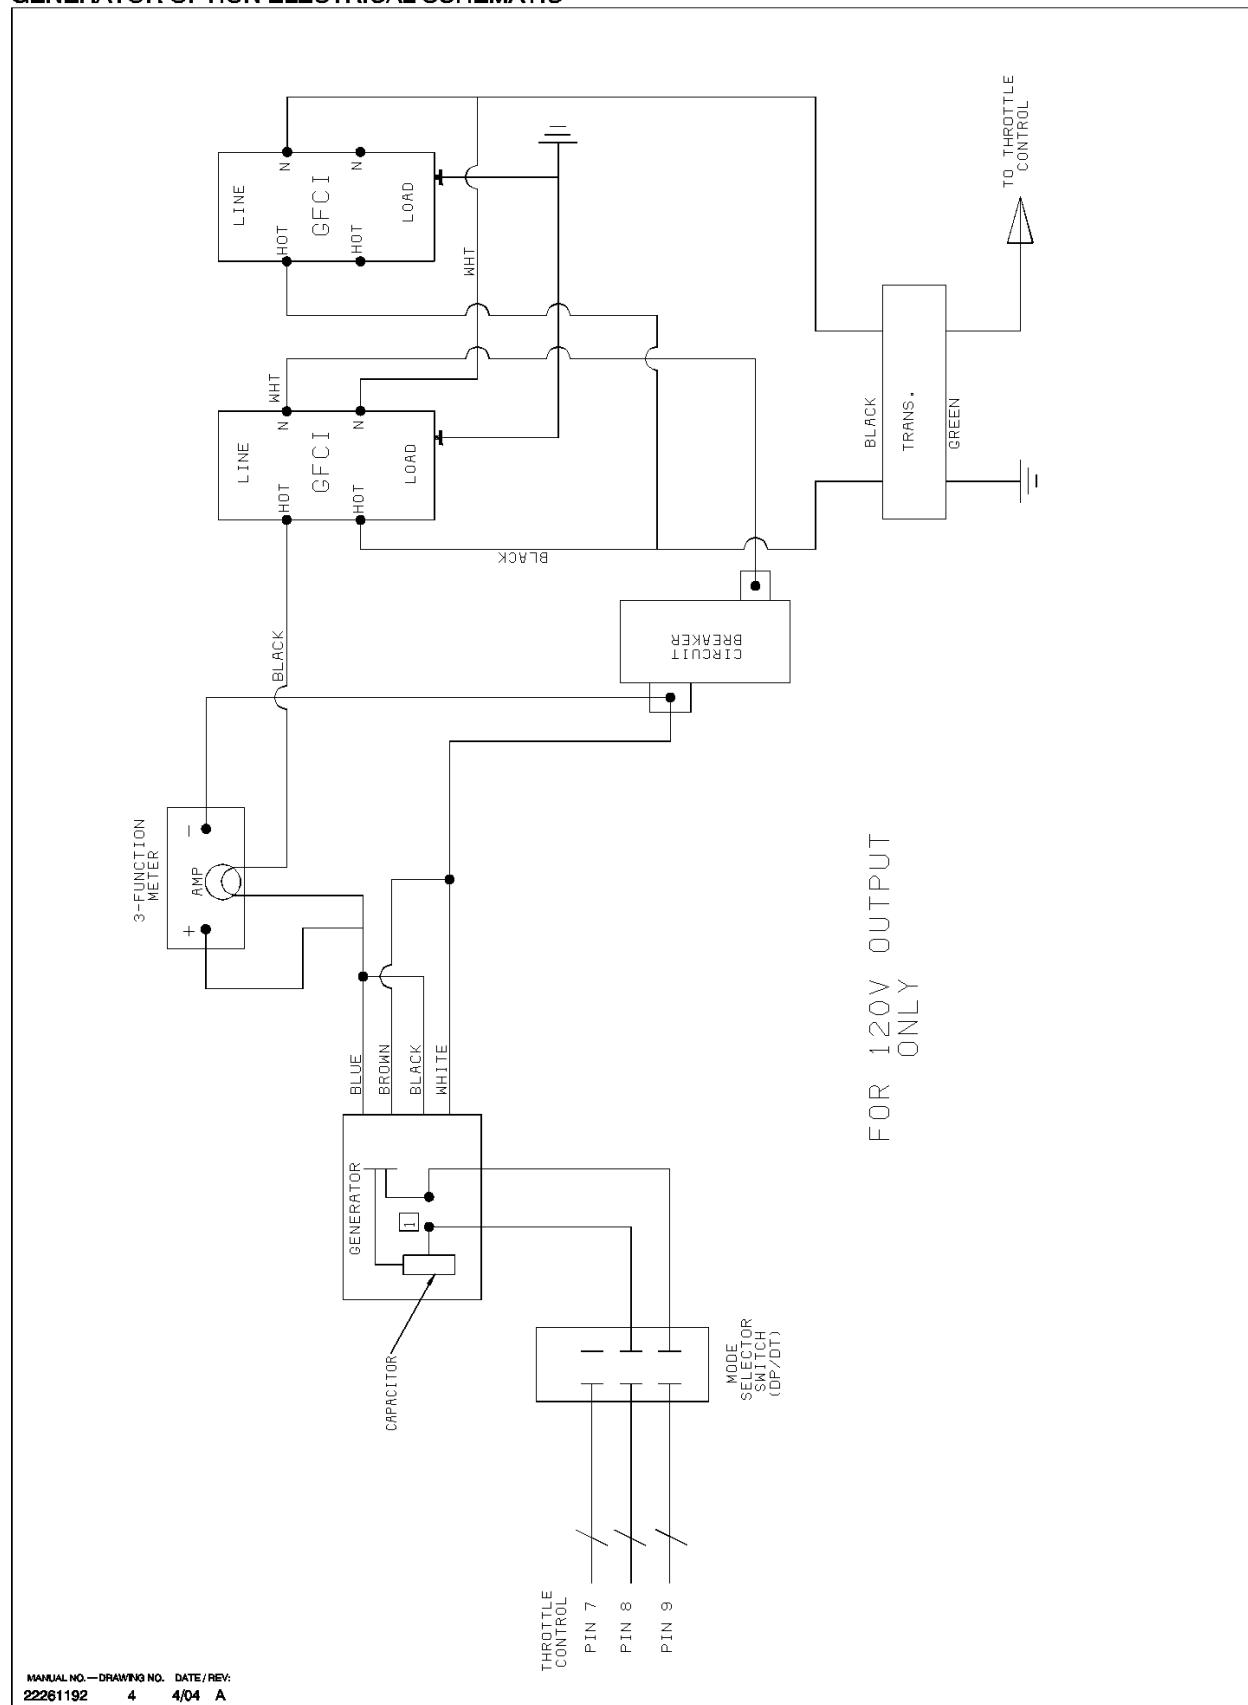 GENERATOR OPTION ELECTRICAL SCHEMATIC
TO THROTTLE
CONTROL
LINE
GFCI
LOAD
N
N
HOT
HOT
WHT
WHT
LINE
GFCI
LOAD
N
N
HOT
HOT
BLACK
TRANS.
GREEN
BLACK
BLACK
CIRCUIT
BREAKER
3-FUNCTION
METER
-
AMP
+
BLUE
BROWN
BLACK
WHITE
FOR 120V OUTPUT
ONLY
GENERATOR
1
CAPACITOR
MODE
SELECTOR
SWITCH
(DP/DT)
THROTTLE
CONTROL
PIN 7
PIN 8
PIN 9
MANUAL NO.—DRAWING NO. DATE / REV:
22261192 4 4/04 A